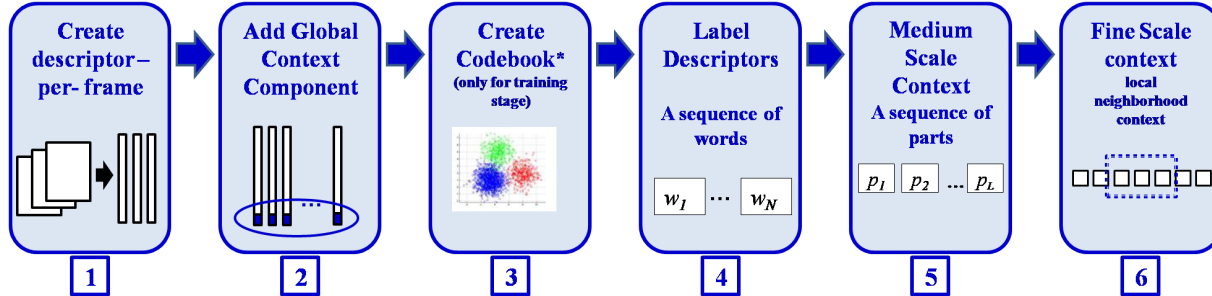 Create
descriptor–
per- frame
1
Add Global
Context
Component
...
2
Create
Codebook*
(only for training
stage)
3
Label
Descriptors
A sequence of
words
w1 ... wN
4
Medium
Scale
Context
A sequence of
parts
p1 p2 ... pL
5
Fine Scale
context
local
neighborhood
context
6